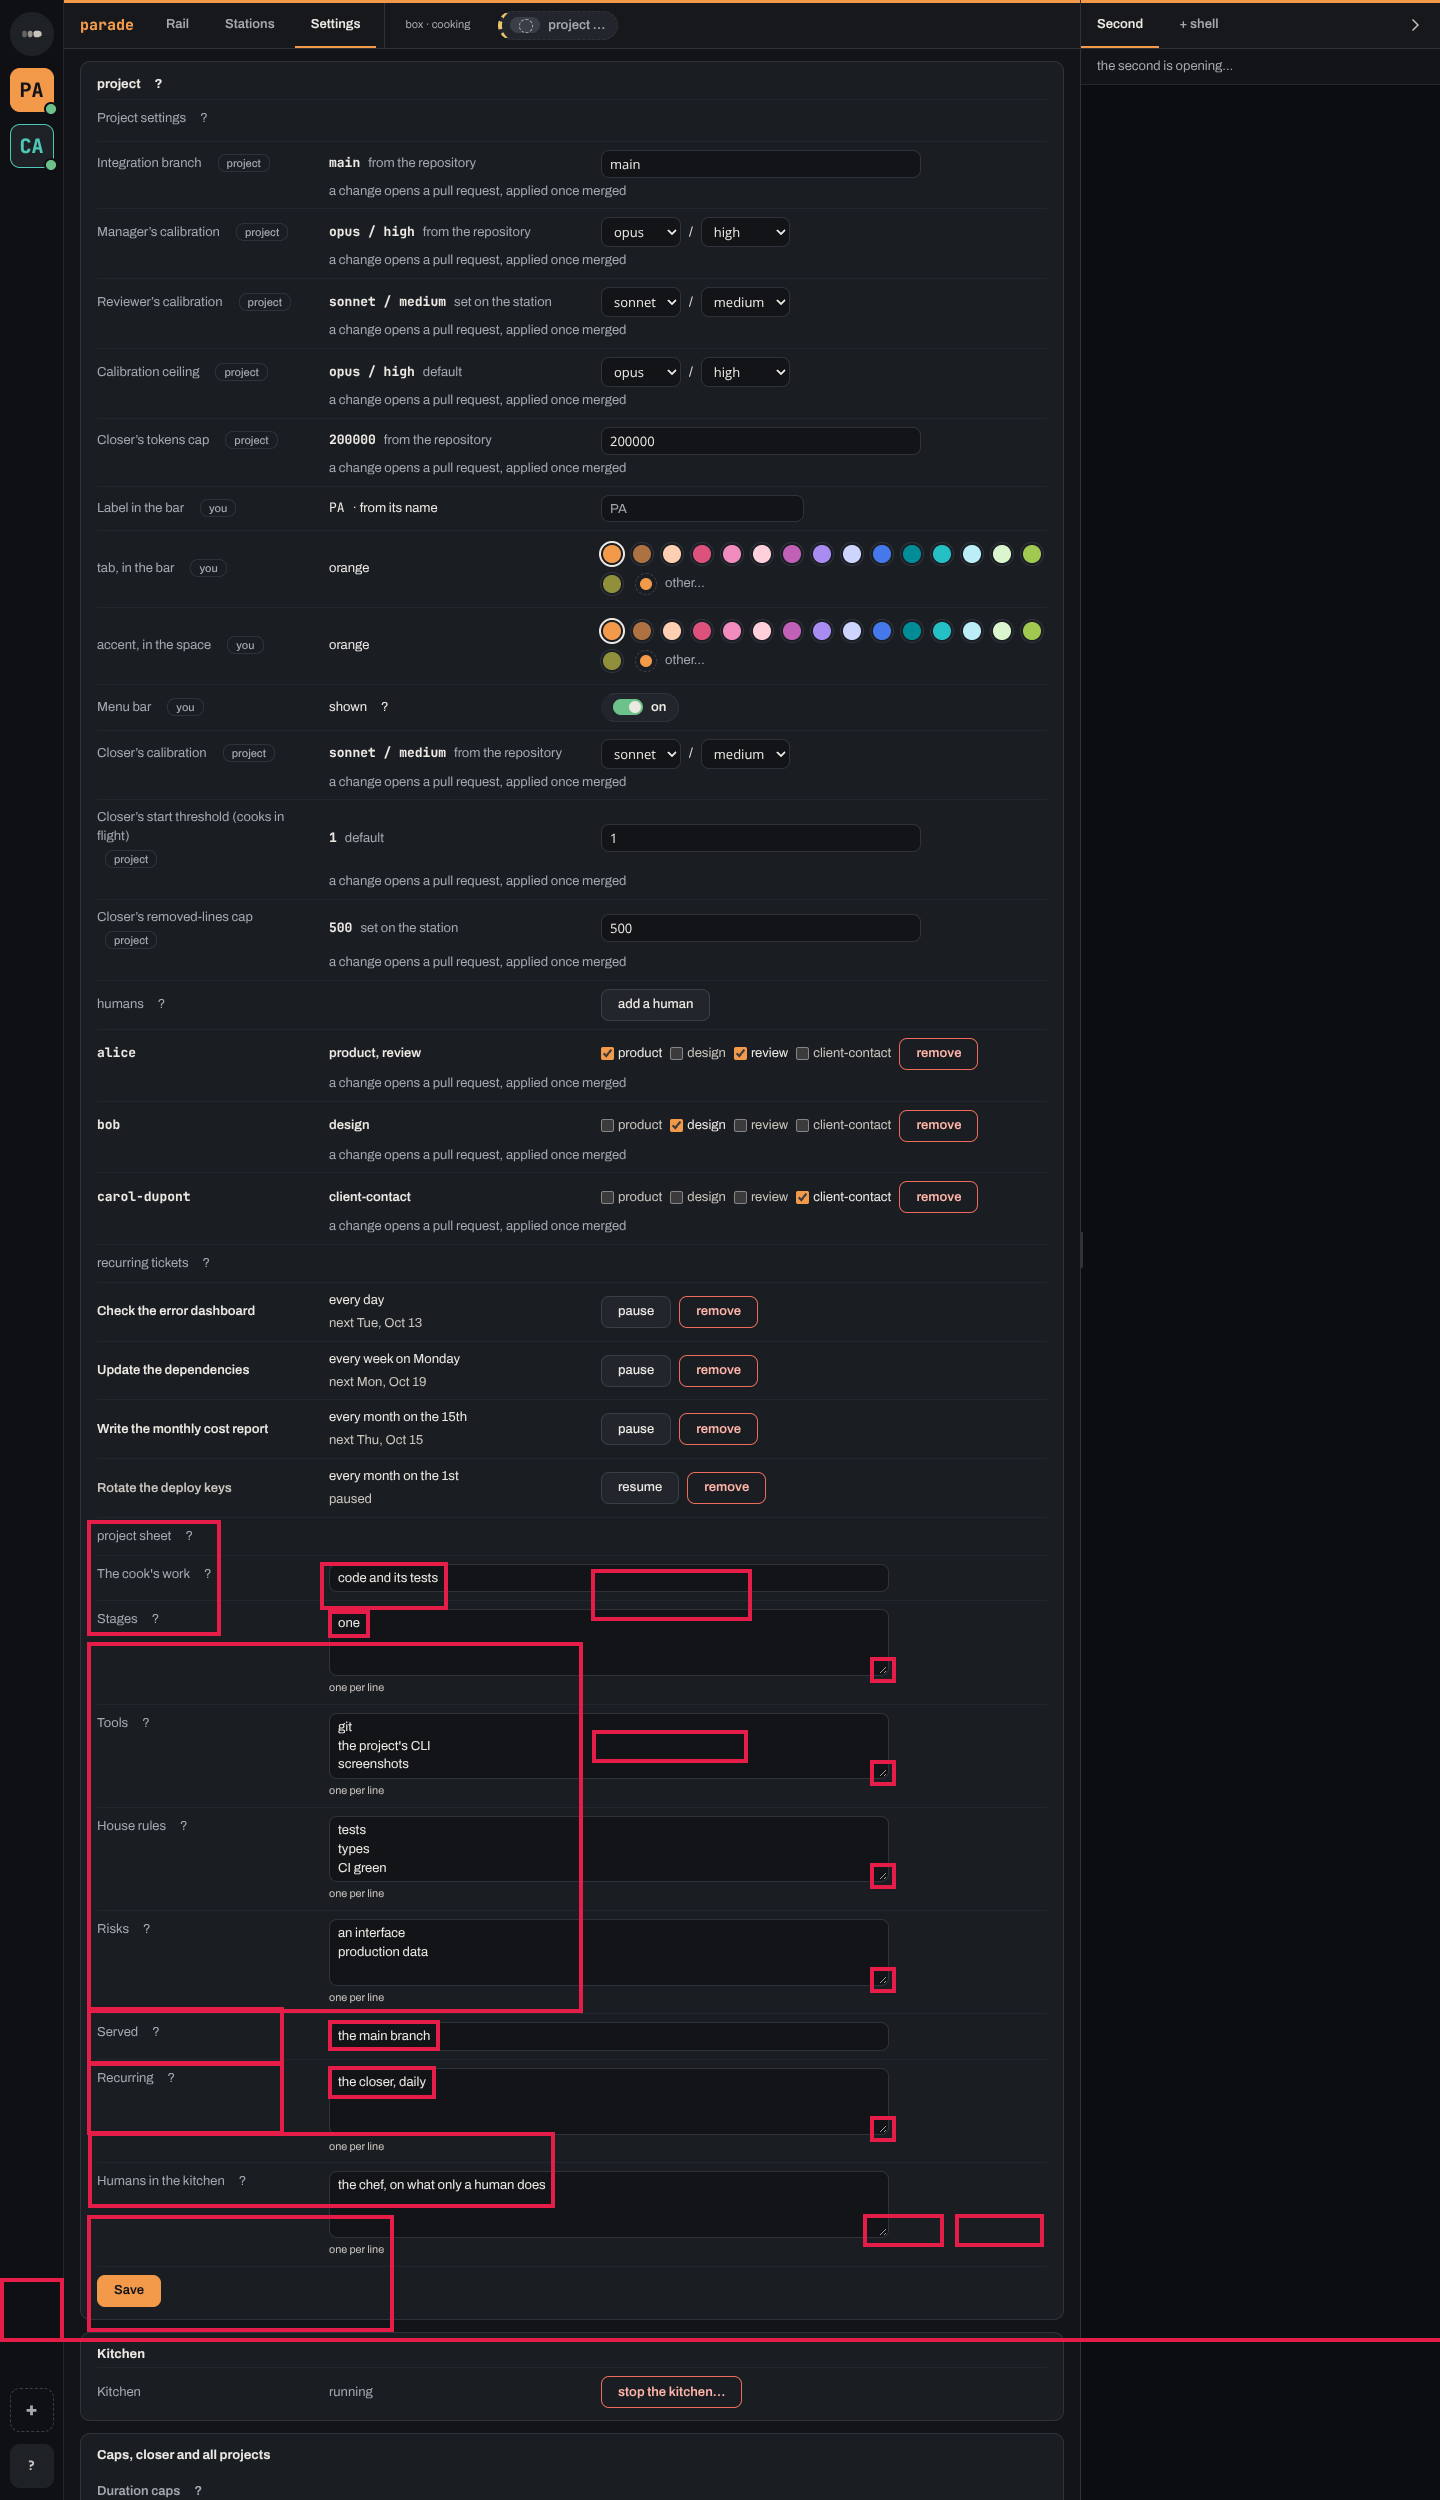 parade Rail Stations Settings box · cooking project ... Second + shell
the second is opening...
PA
CA
project ?
Project settings ?
Integration branch project main from the repository main
a change opens a pull request, applied once merged
Manager's calibration project opus / high from the repository opus / high
a change opens a pull request, applied once merged
Reviewer's calibration project sonnet / medium set on the station sonnet / medium
a change opens a pull request, applied once merged
Calibration ceiling project opus / high default opus / high
a change opens a pull request, applied once merged
Closer's tokens cap project 200000 from the repository 200000
a change opens a pull request, applied once merged
Label in the bar you PA · from its name PA
tab, in the bar you orange
other...
accent, in the space you orange
other...
Menu bar you shown ? on
Closer's calibration project sonnet / medium from the repository sonnet / medium
a change opens a pull request, applied once merged
Closer's start threshold (cooks in
flight)
project 1 default 1
a change opens a pull request, applied once merged
Closer's removed-lines cap
project 500 set on the station 500
a change opens a pull request, applied once merged
humans ? add a human
alice product, review product design review client-contact remove
a change opens a pull request, applied once merged
bob design product design review client-contact remove
a change opens a pull request, applied once merged
carol-dupont client-contact product design review client-contact remove
a change opens a pull request, applied once merged
recurring tickets ?
Check the error dashboard every day pause remove
next Tue, Oct 13
Update the dependencies every week on Monday pause remove
next Mon, Oct 19
Write the monthly cost report every month on the 15th pause remove
next Thu, Oct 15
Rotate the deploy keys every month on the 1st resume remove
paused
project sheet ?
The cook's work ? code and its tests
Stages ? one
one per line
Tools ? git
the project's CLI
screenshots
one per line
House rules ? tests
types
CI green
one per line
Risks ? an interface
production data
one per line
Served ? the main branch
Recurring ? the closer, daily
one per line
Humans in the kitchen ? the chef, on what only a human does
one per line
Save
Kitchen
Kitchen running stop the kitchen...
+
Caps, closer and all projects
?
Duration caps ?